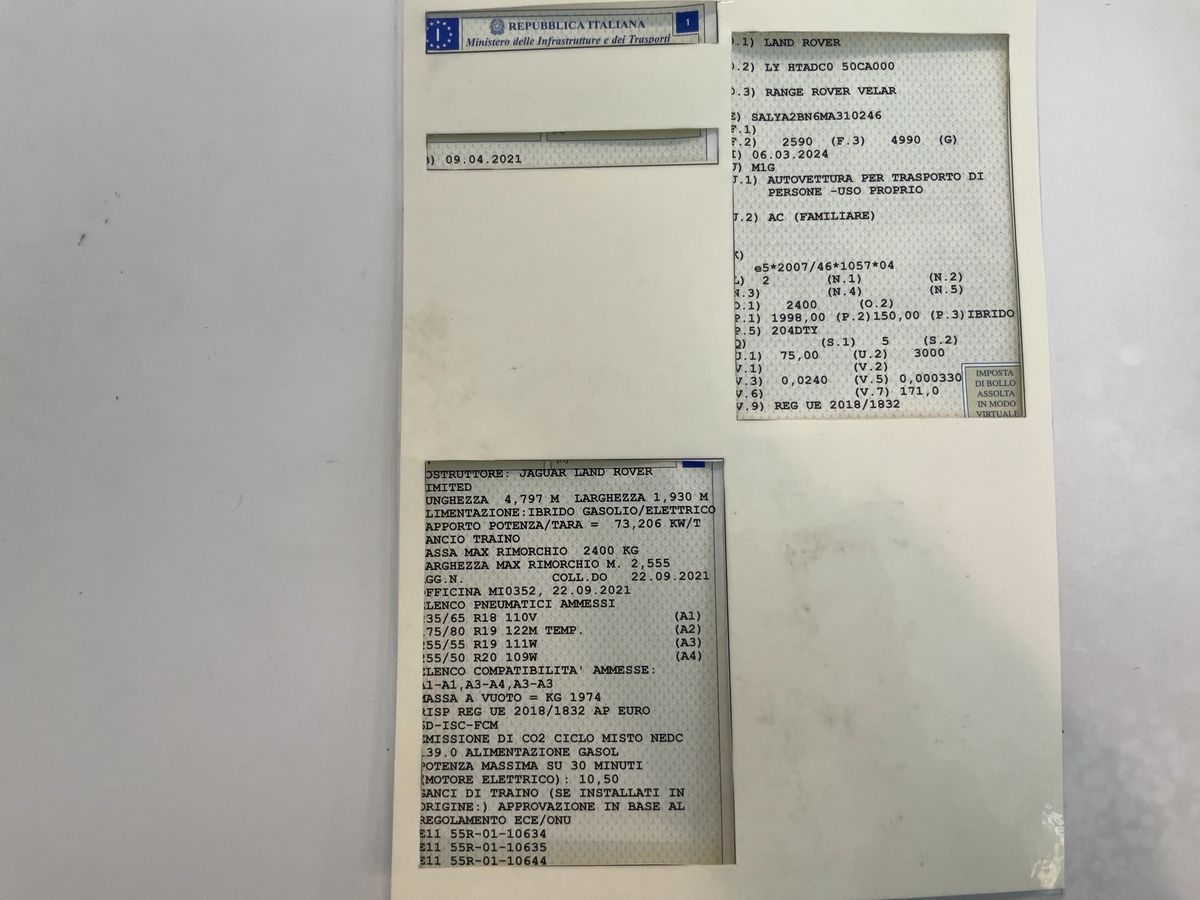 I
REPUBBLICA ITALIANA
1
Ministero delle Infrastrutture e dei Trasporti
) 09.04.2021
.1) LAND ROVER
.2) LY HTADC0 50CA000
.3) RANGE ROVER VELAR
E) SALYA2BN6MA310246
F.1)
F.2) 2590 (F.3) 4990 (G)
I) 06.03.2024
J) M1G
J.1) AUTOVETTURA PER TRASPORTO DI
PERSONE -USO PROPRIO
J.2) AC (FAMILIARE)
K)
e5*2007/46*1057*04
L) 2 (N.1) (N.2)
N.3) (N.4) (N.5)
O.1) 2400 (O.2)
P.1) 1998,00 (P.2)150,00 (P.3)IBRIDO
P.5) 204DTY
Q) (S.1) 5 (S.2)
U.1) 75,00 (U.2) 3000
V.1) (V.2)
V.3) 0,0240 (V.5) 0,000330
V.6) (V.7) 171,0
V.9) REG UE 2018/1832
IMPOSTA
DI BOLLO
ASSOLTA
IN MODO
VIRTUALE
OSTRUTTORE: JAGUAR LAND ROVER
IMITED
UNGHEZZA 4,797 M LARGHEZZA 1,930 M
LIMENTAZIONE:IBRIDO GASOLIO/ELETTRICO
APPORTO POTENZA/TARA = 73,206 KW/T
ANCIO TRAINO
ASSA MAX RIMORCHIO 2400 KG
ARGHEZZA MAX RIMORCHIO M. 2,555
GG.N. COLL.DO 22.09.2021
OFFICINA MI0352, 22.09.2021
ELENCO PNEUMATICI AMMESSI
235/65 R18 110V (A1)
175/80 R19 122M TEMP. (A2)
255/55 R19 111W (A3)
255/50 R20 109W (A4)
ELENCO COMPATIBILITA' AMMESSE:
A1-A1,A3-A4,A3-A3
MASSA A VUOTO = KG 1974
RISP REG UE 2018/1832 AP EURO
6D-ISC-FCM
EMISSIONE DI CO2 CICLO MISTO NEDC
139.0 ALIMENTAZIONE GASOL
POTENZA MASSIMA SU 30 MINUTI
(MOTORE ELETTRICO): 10,50
GANCI DI TRAINO (SE INSTALLATI IN
ORIGINE:) APPROVAZIONE IN BASE AL
REGOLAMENTO ECE/ONU
E11 55R-01-10634
E11 55R-01-10635
E11 55R-01-10644